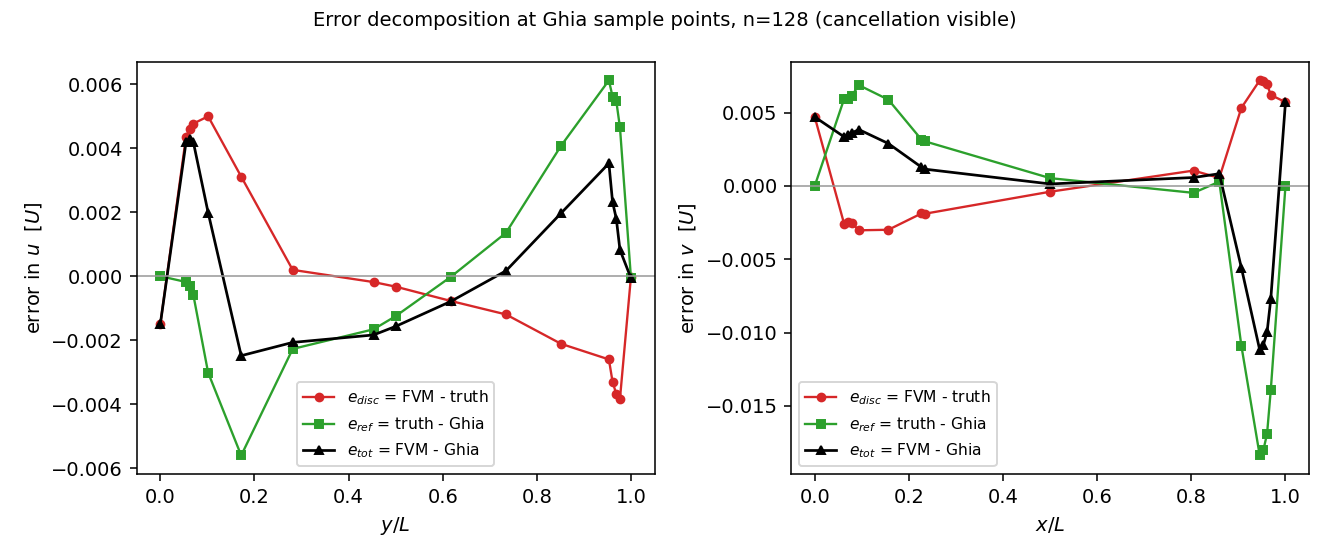 Error decomposition at Ghia sample points, n=128 (cancellation visible)
error in u [U]
0.006
0.004
0.002
0.000
−0.002
−0.004
−0.006
0.0
0.2
0.4
0.6
0.8
1.0
y/L
e_disc = FVM - truth
e_ref = truth - Ghia
e_tot = FVM - Ghia
error in v [U]
0.005
0.000
−0.005
−0.010
−0.015
0.0
0.2
0.4
0.6
0.8
1.0
x/L
e_disc = FVM - truth
e_ref = truth - Ghia
e_tot = FVM - Ghia